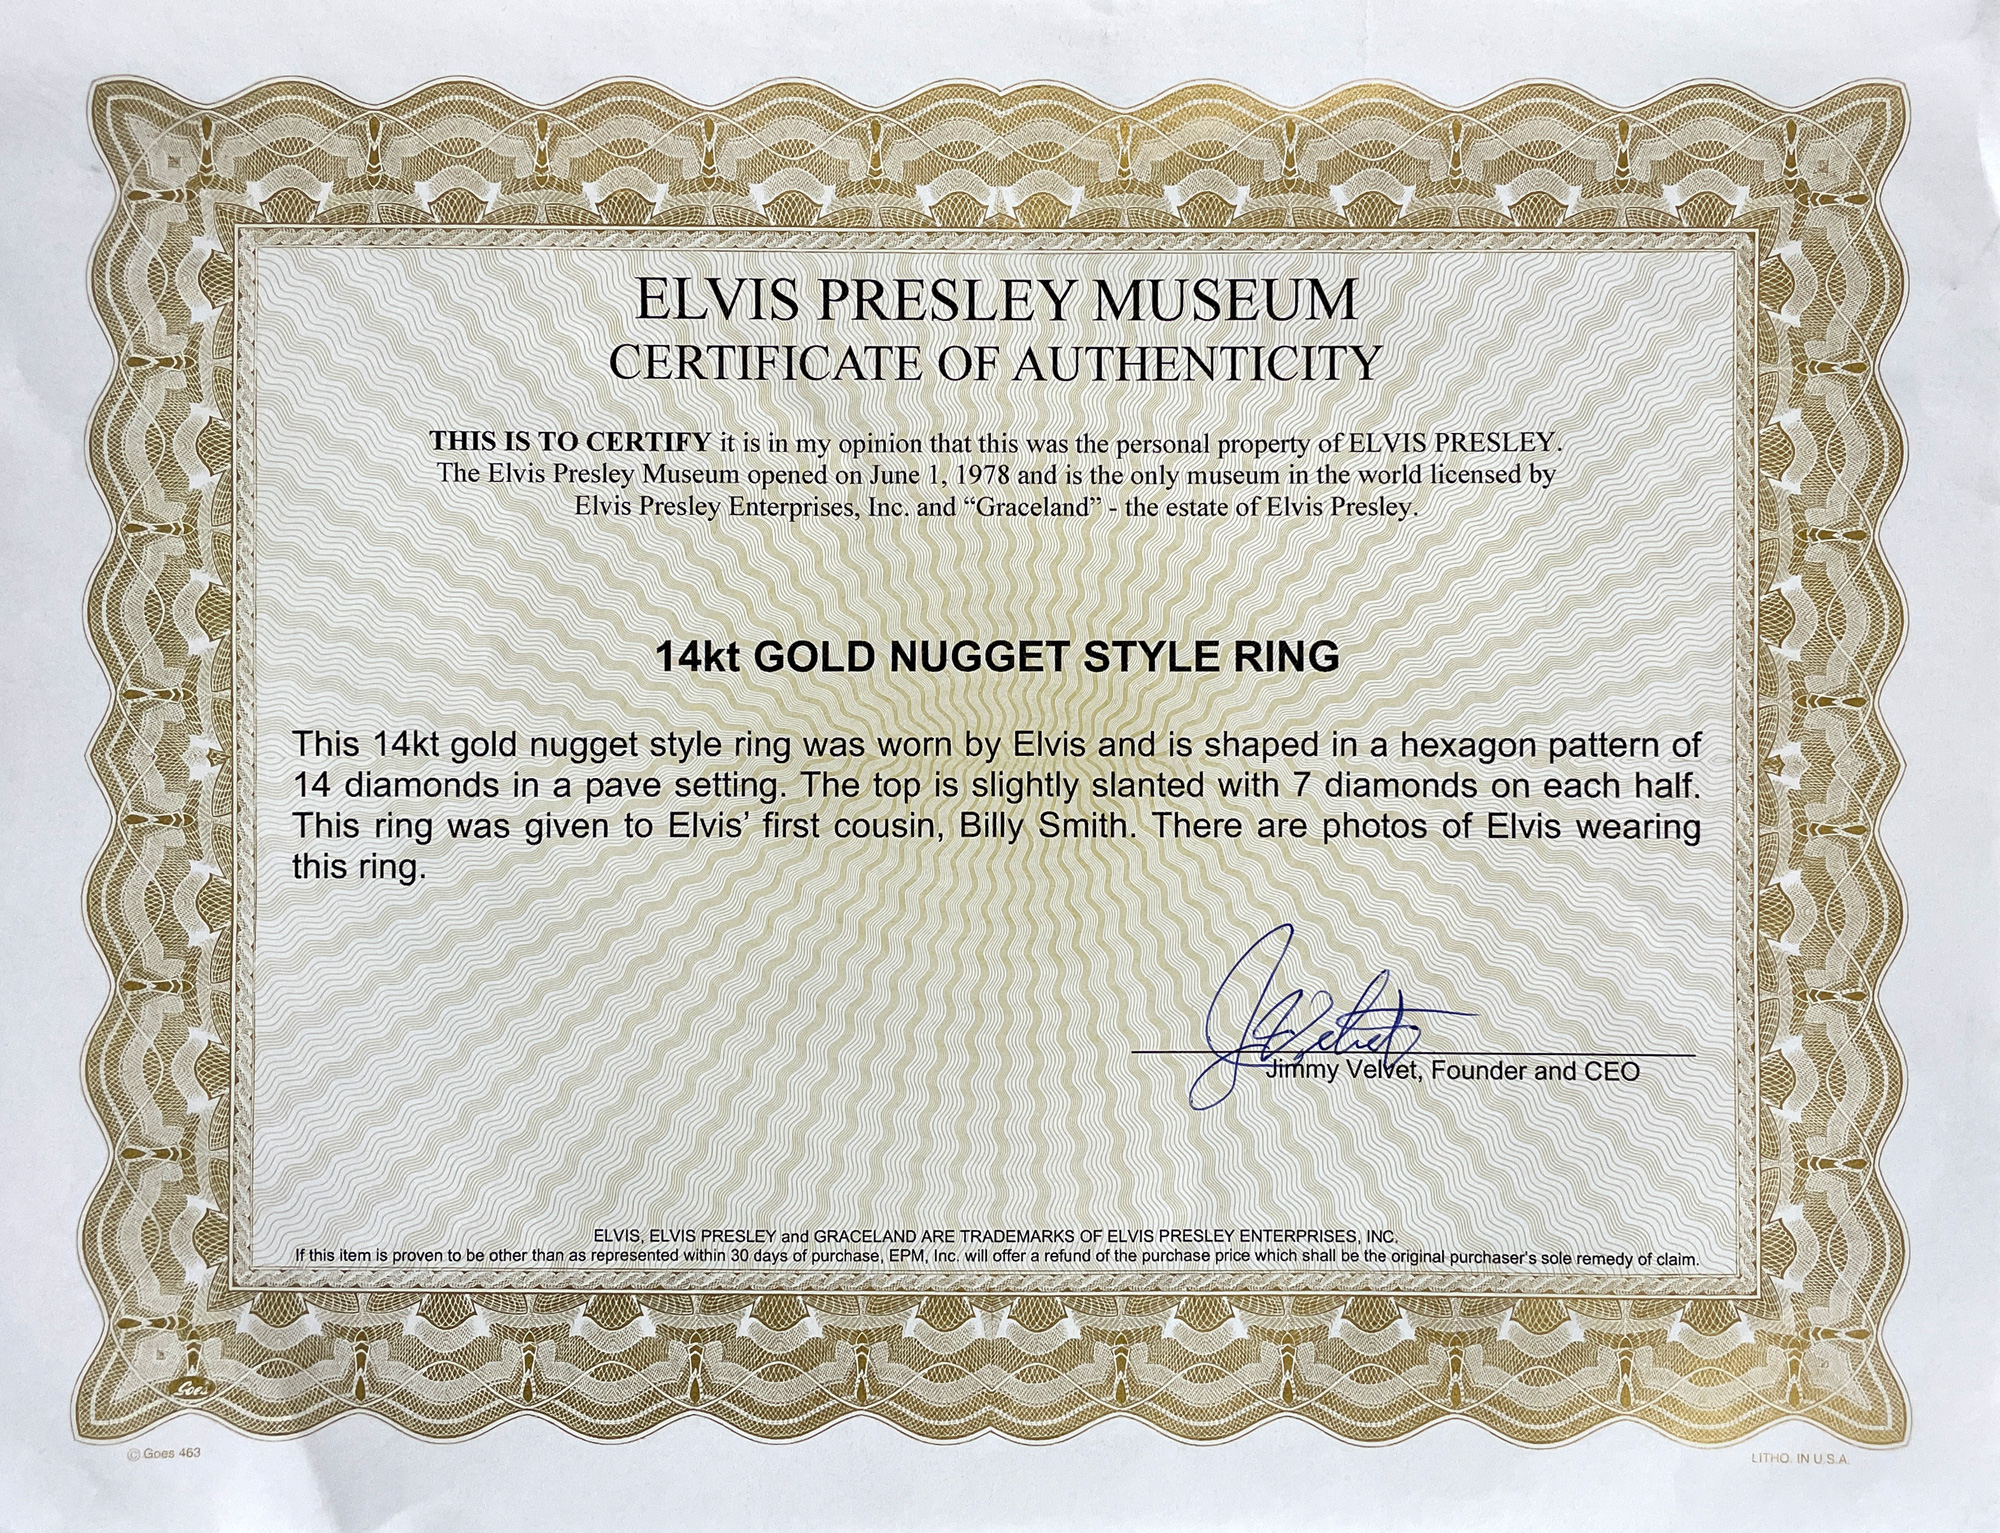 ELVIS PRESLEY MUSEUM
CERTIFICATE OF AUTHENTICITY
THIS IS TO CERTIFY it is in my opinion that this was the personal property of ELVIS PRESLEY.
The Elvis Presley Museum opened on June 1, 1978 and is the only museum in the world licensed by
Elvis Presley Enterprises, Inc. and “Graceland” - the estate of Elvis Presley.
14kt GOLD NUGGET STYLE RING
This 14kt gold nugget style ring was worn by Elvis and is shaped in a hexagon pattern of
14 diamonds in a pave setting. The top is slightly slanted with 7 diamonds on each half.
This ring was given to Elvis’ first cousin, Billy Smith. There are photos of Elvis wearing
this ring.
J Velvet
Jimmy Velvet, Founder and CEO
ELVIS, ELVIS PRESLEY and GRACELAND ARE TRADEMARKS OF ELVIS PRESLEY ENTERPRISES, INC.
If this item is proven to be other than as represented within 30 days of purchase, EPM, Inc. will offer a refund of the purchase price which shall be the original purchaser's sole remedy of claim.
Goes
© Goes 463
LITHO. IN U.S.A.